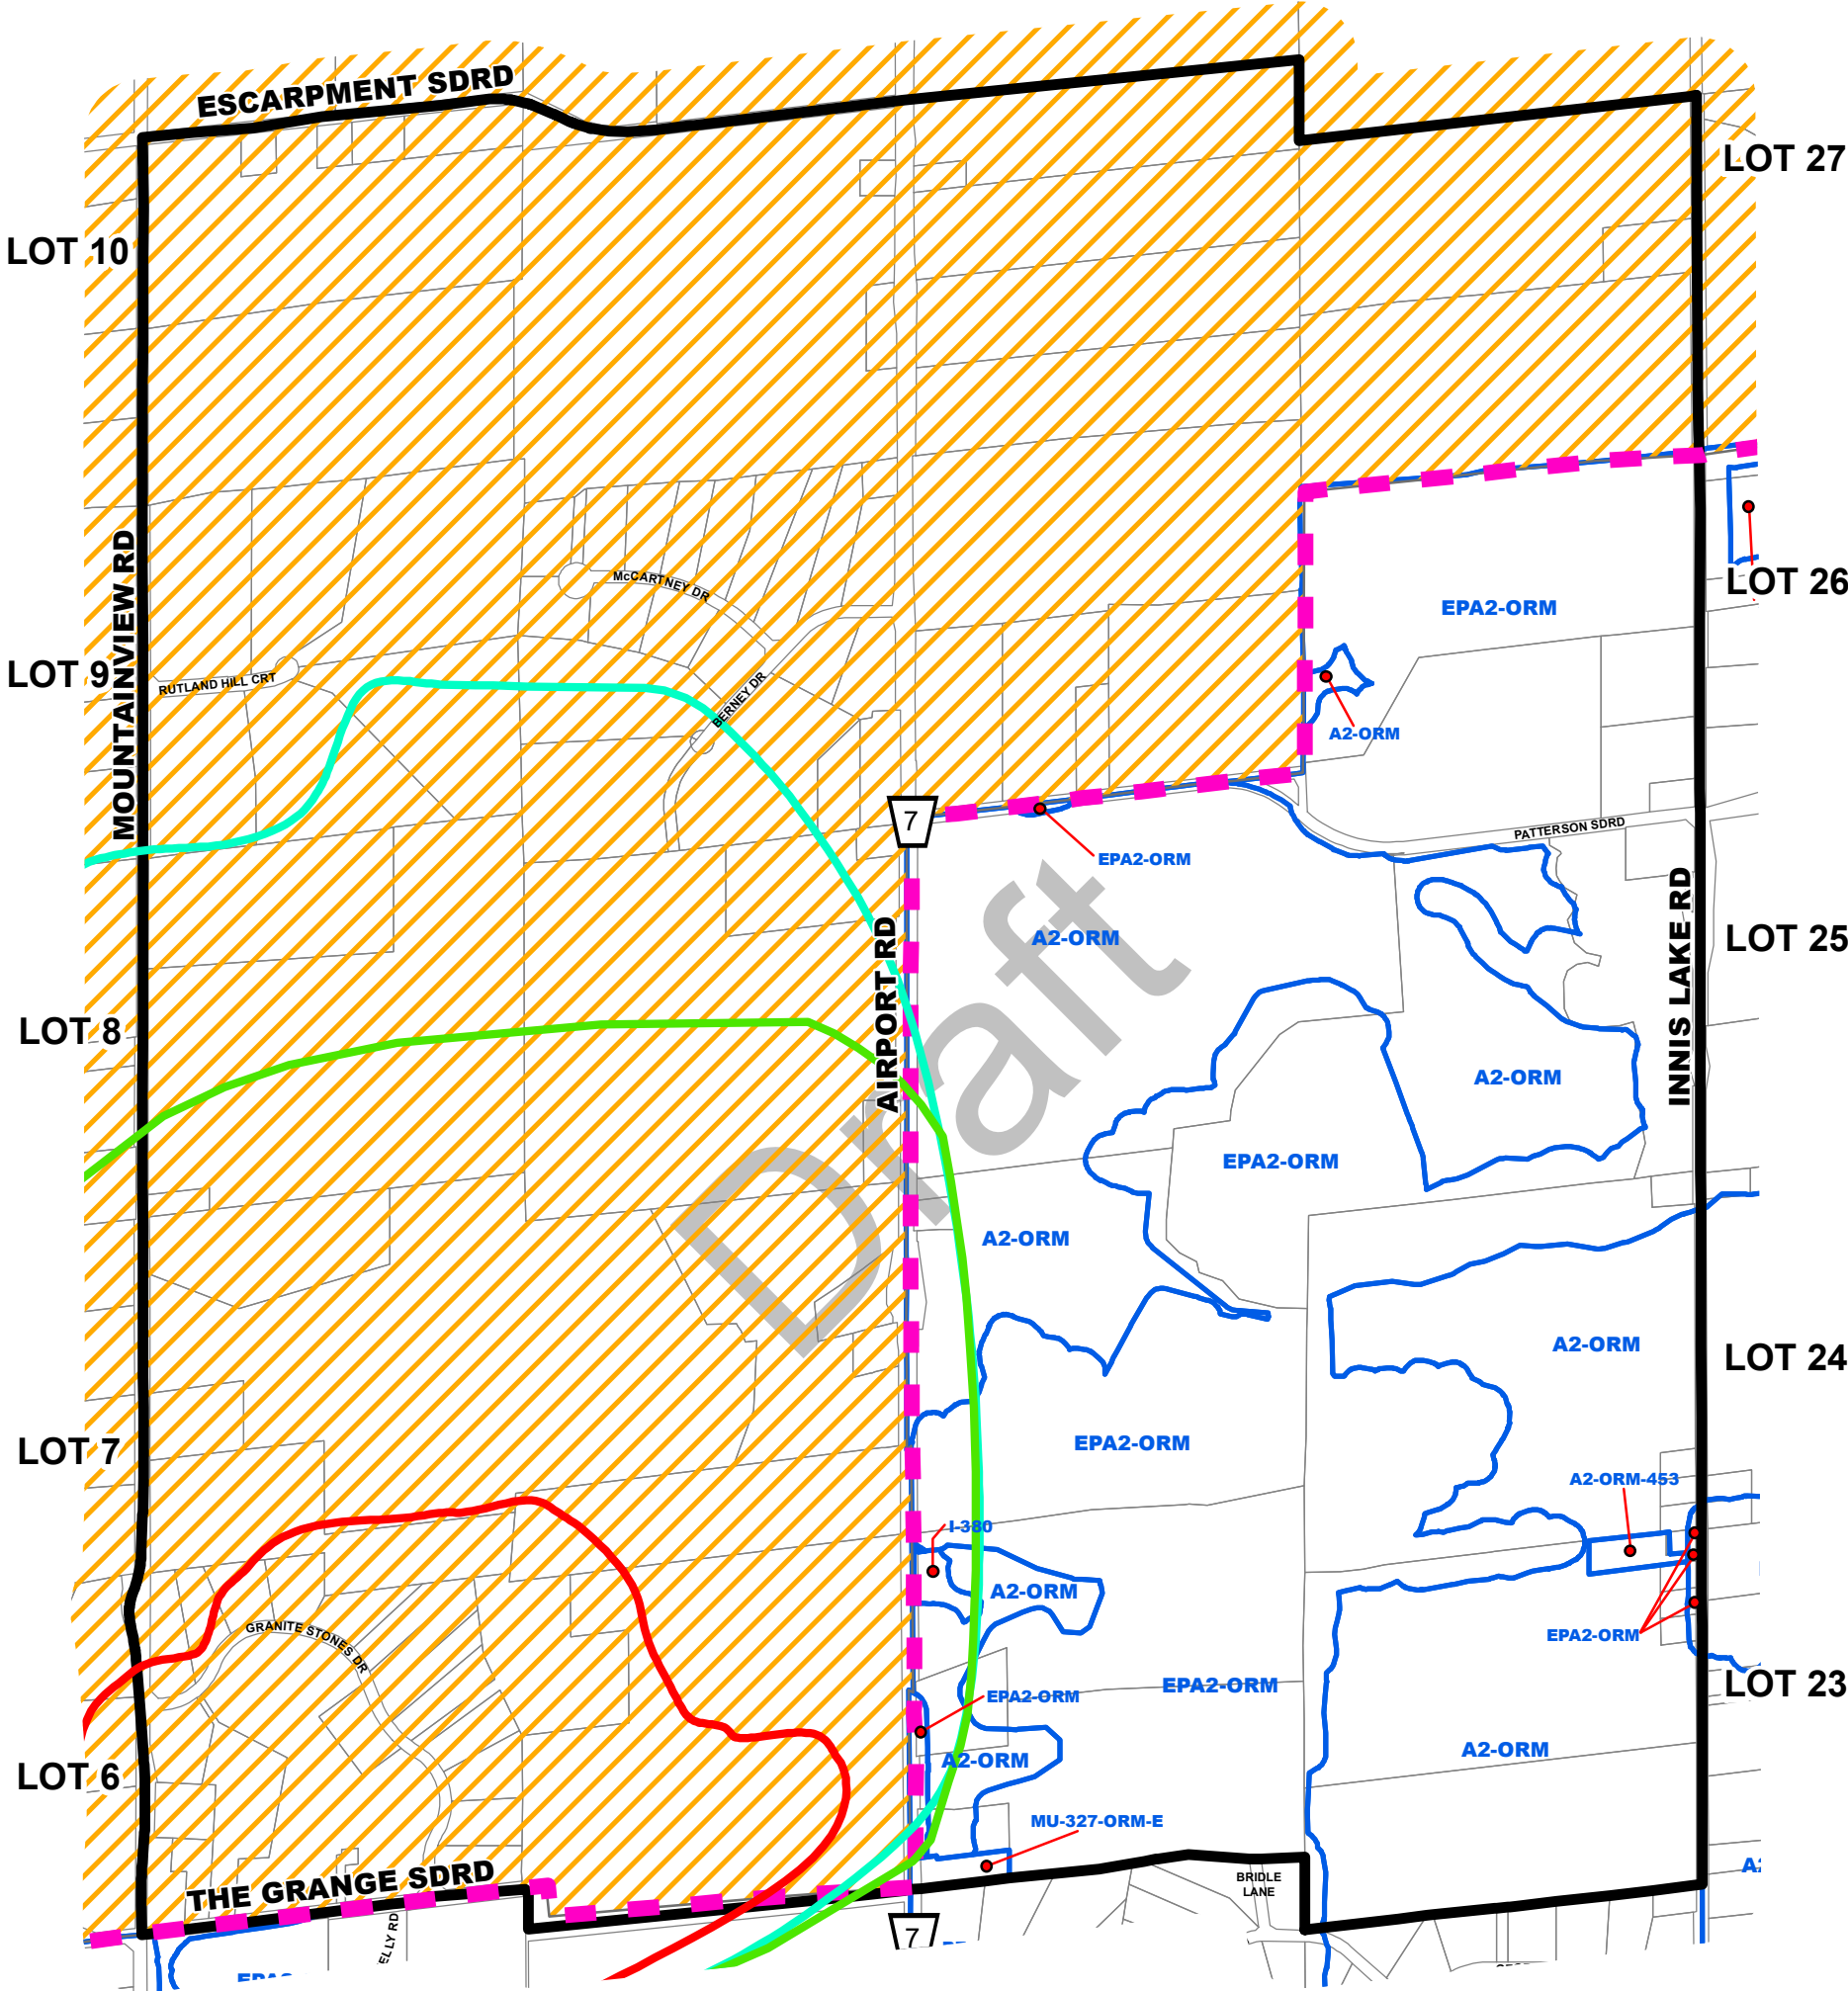 ESCARPMENT SDRD
LOT 27
LOT 10
MOUNTAINVIEW RD
McCARTNEY DR
LOT 26
EPA2-ORM
LOT 9
RUTLAND HILL CRT
BERNEY DR
A2-ORM
7
PATTERSON SDRD
EPA2-ORM
AIRPORT RD
A2-ORM
INNIS LAKE RD
LOT 25
LOT 8
A2-ORM
EPA2-ORM
Draft
A2-ORM
A2-ORM
LOT 24
LOT 7
EPA2-ORM
A2-ORM-453
I-380
A2-ORM
GRANITE STONES DR
EPA2-ORM
LOT 23
EPA2-ORM
EPA2-ORM
A2-ORM
A2-ORM
LOT 6
MU-327-ORM-E
THE GRANGE SDRD
BRIDLE
LANE
ELLY RD
7